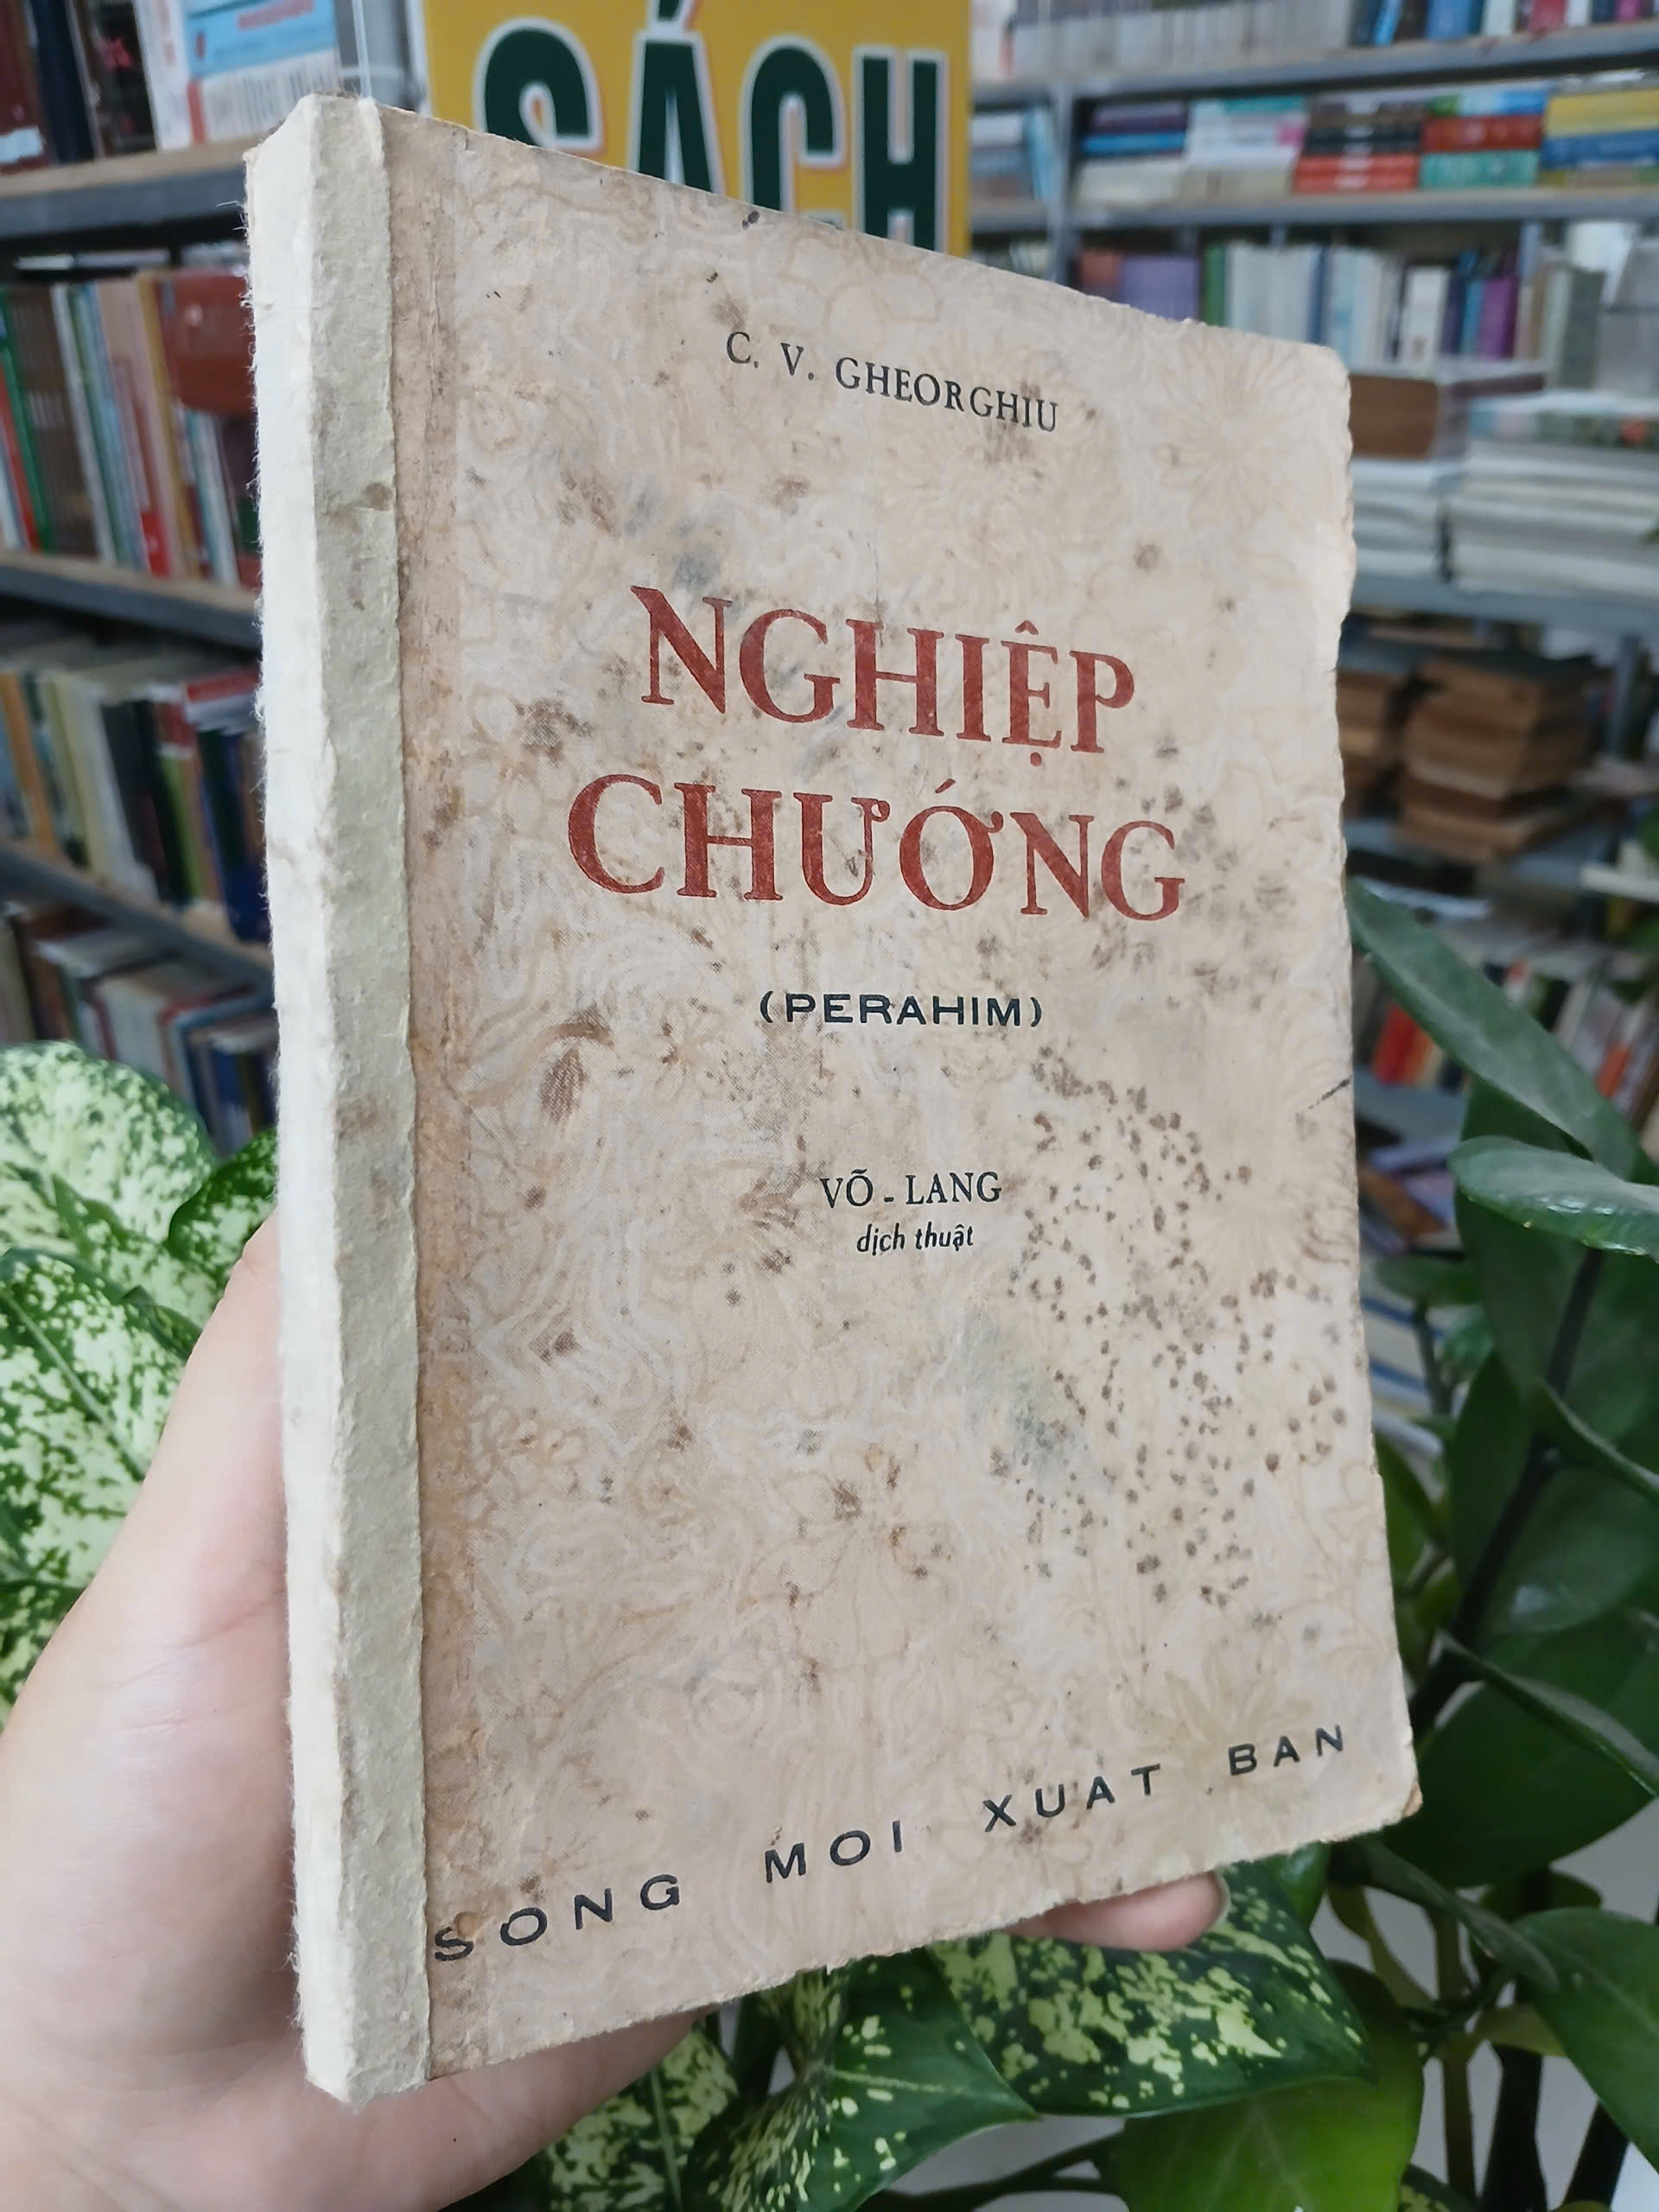 SÁCH
C. V. GHEORGHIU
NGHIỆP
CHƯỚNG
(PERAHIM)
VÕ - LANG
dịch thuật
SONG MOI XUAT BAN